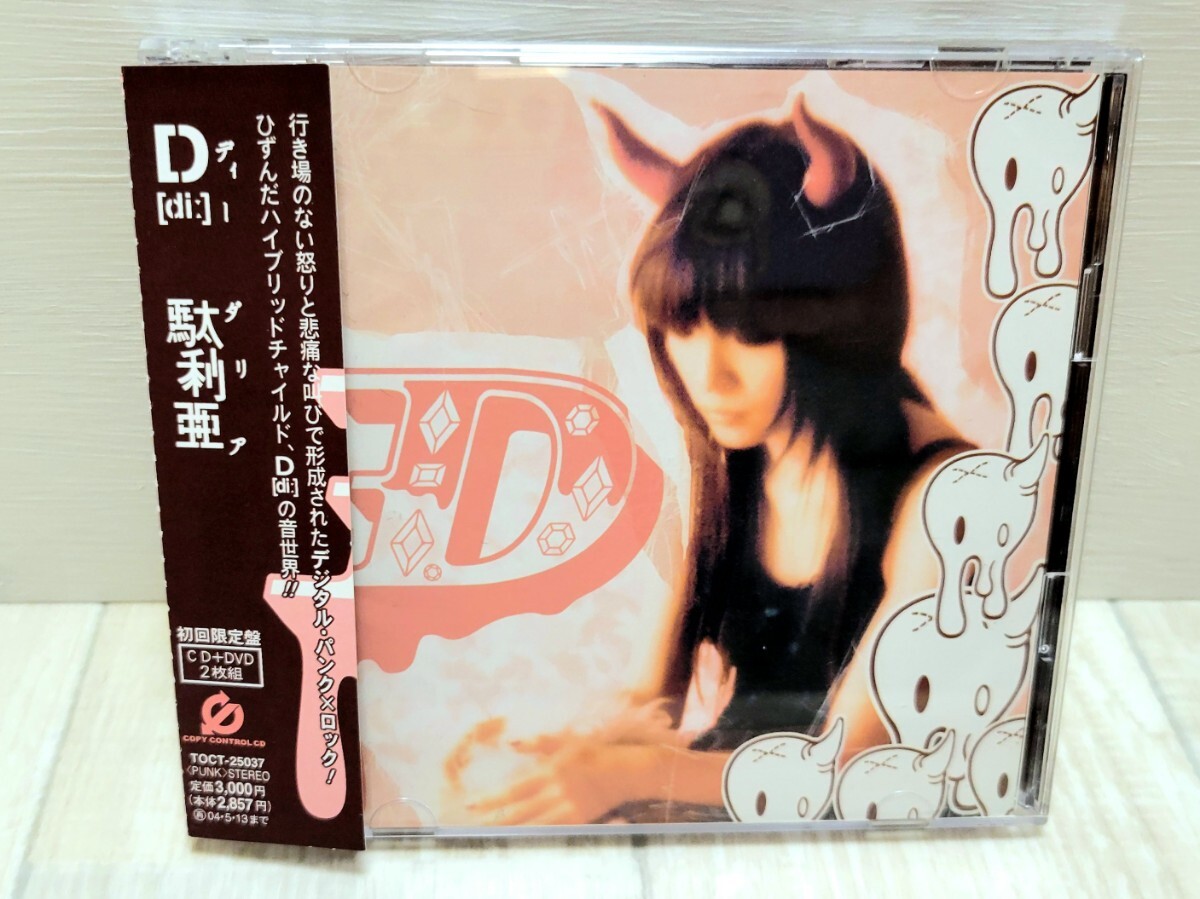 D
[di:]
ディー
駄利亜
ダリア
行き場のない怒りと悲痛な叫びで形成されたデジタル・パンク×ロック!
ひずんだハイブリッドチャイルド、D[di:]の音世界!!
初回限定盤
CD+DVD
2枚組
COPY CONTROL CD
TOCT-25037
〈PUNK〉STEREO
定価3,000円
(本体2,857円)
Ⓡ04・5・13まで
D